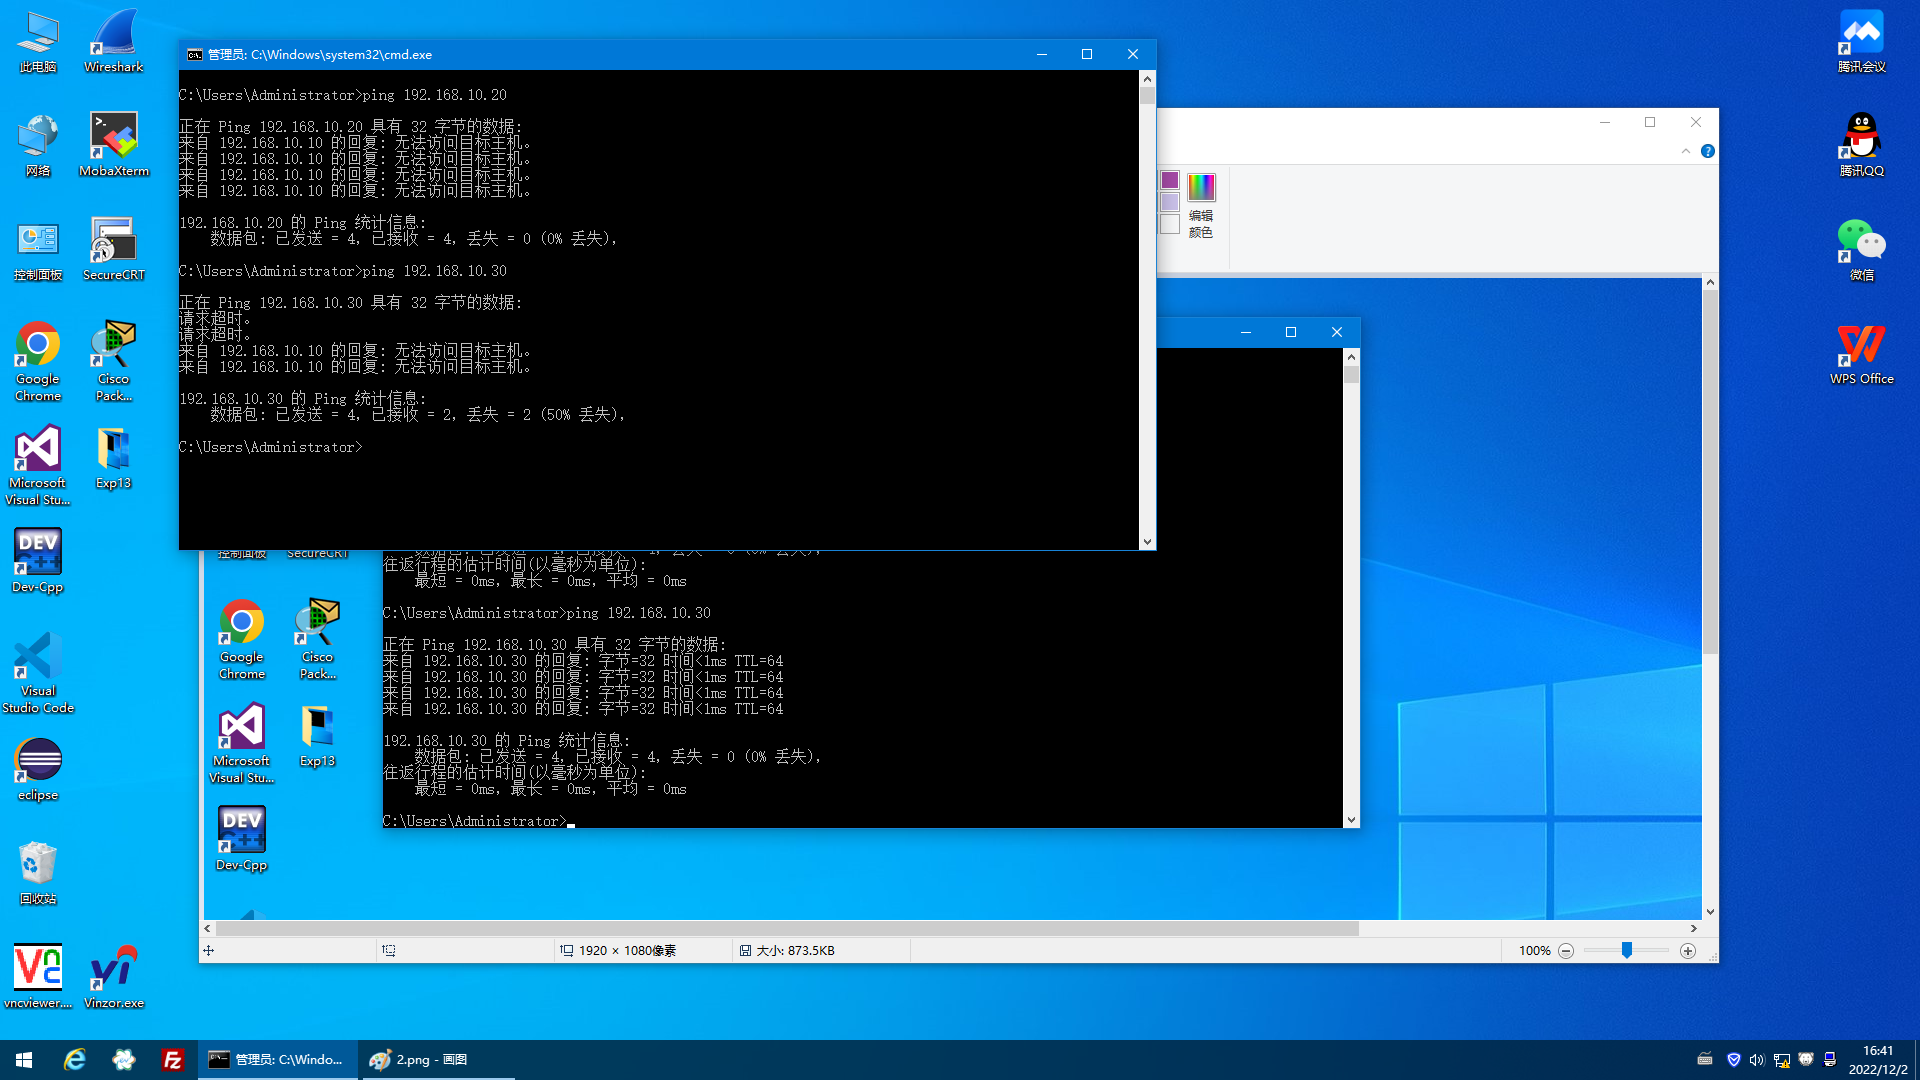 此电脑
Wireshark
网络
MobaXterm
控制面板
SecureCRT
Google
Chrome
Cisco
Pack...
Microsoft
Visual Stu...
Exp13
Dev-Cpp
Visual
Studio Code
eclipse
回收站
vncviewer....
Vinzor.exe
管理员: C:\Windows\system32\cmd.exe
C:\Users\Administrator>ping 192.168.10.20
正在 Ping 192.168.10.20 具有 32 字节的数据:
来自 192.168.10.10 的回复: 无法访问目标主机。
来自 192.168.10.10 的回复: 无法访问目标主机。
来自 192.168.10.10 的回复: 无法访问目标主机。
来自 192.168.10.10 的回复: 无法访问目标主机。
192.168.10.20 的 Ping 统计信息:
数据包: 已发送 = 4，已接收 = 4，丢失 = 0 (0% 丢失)，
C:\Users\Administrator>ping 192.168.10.30
正在 Ping 192.168.10.30 具有 32 字节的数据:
请求超时。
请求超时。
来自 192.168.10.10 的回复: 无法访问目标主机。
来自 192.168.10.10 的回复: 无法访问目标主机。
192.168.10.30 的 Ping 统计信息:
数据包: 已发送 = 4，已接收 = 2，丢失 = 2 (50% 丢失)，
C:\Users\Administrator>
编辑
颜色
控制面板
SecureCRT
Google
Chrome
Cisco
Pack...
Microsoft
Visual Stu...
Exp13
DEV
C++
Dev-Cpp
数据包: 已发送 = 4，已接收 = 4，丢失 = 0 (0% 丢失)，
往返行程的估计时间(以毫秒为单位):
最短 = 0ms，最长 = 0ms，平均 = 0ms
C:\Users\Administrator>ping 192.168.10.30
正在 Ping 192.168.10.30 具有 32 字节的数据:
来自 192.168.10.30 的回复: 字节=32 时间<1ms TTL=64
来自 192.168.10.30 的回复: 字节=32 时间<1ms TTL=64
来自 192.168.10.30 的回复: 字节=32 时间<1ms TTL=64
来自 192.168.10.30 的回复: 字节=32 时间<1ms TTL=64
192.168.10.30 的 Ping 统计信息:
数据包: 已发送 = 4，已接收 = 4，丢失 = 0 (0% 丢失)，
往返行程的估计时间(以毫秒为单位):
最短 = 0ms，最长 = 0ms，平均 = 0ms
C:\Users\Administrator>
1920 × 1080像素
大小: 873.5KB
100%
腾讯会议
腾讯QQ
微信
WPS Office
管理员: C:\Windo...
2.png - 画图
16:41
2022/12/2